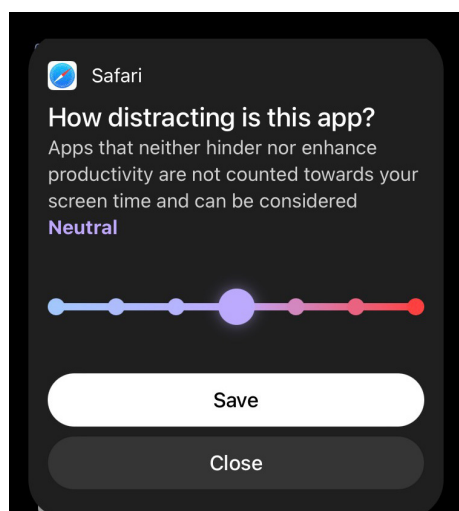 Safari
How distracting is this app?
Apps that neither hinder nor enhance
productivity are not counted towards your
screen time and can be considered
Neutral
Save
Close